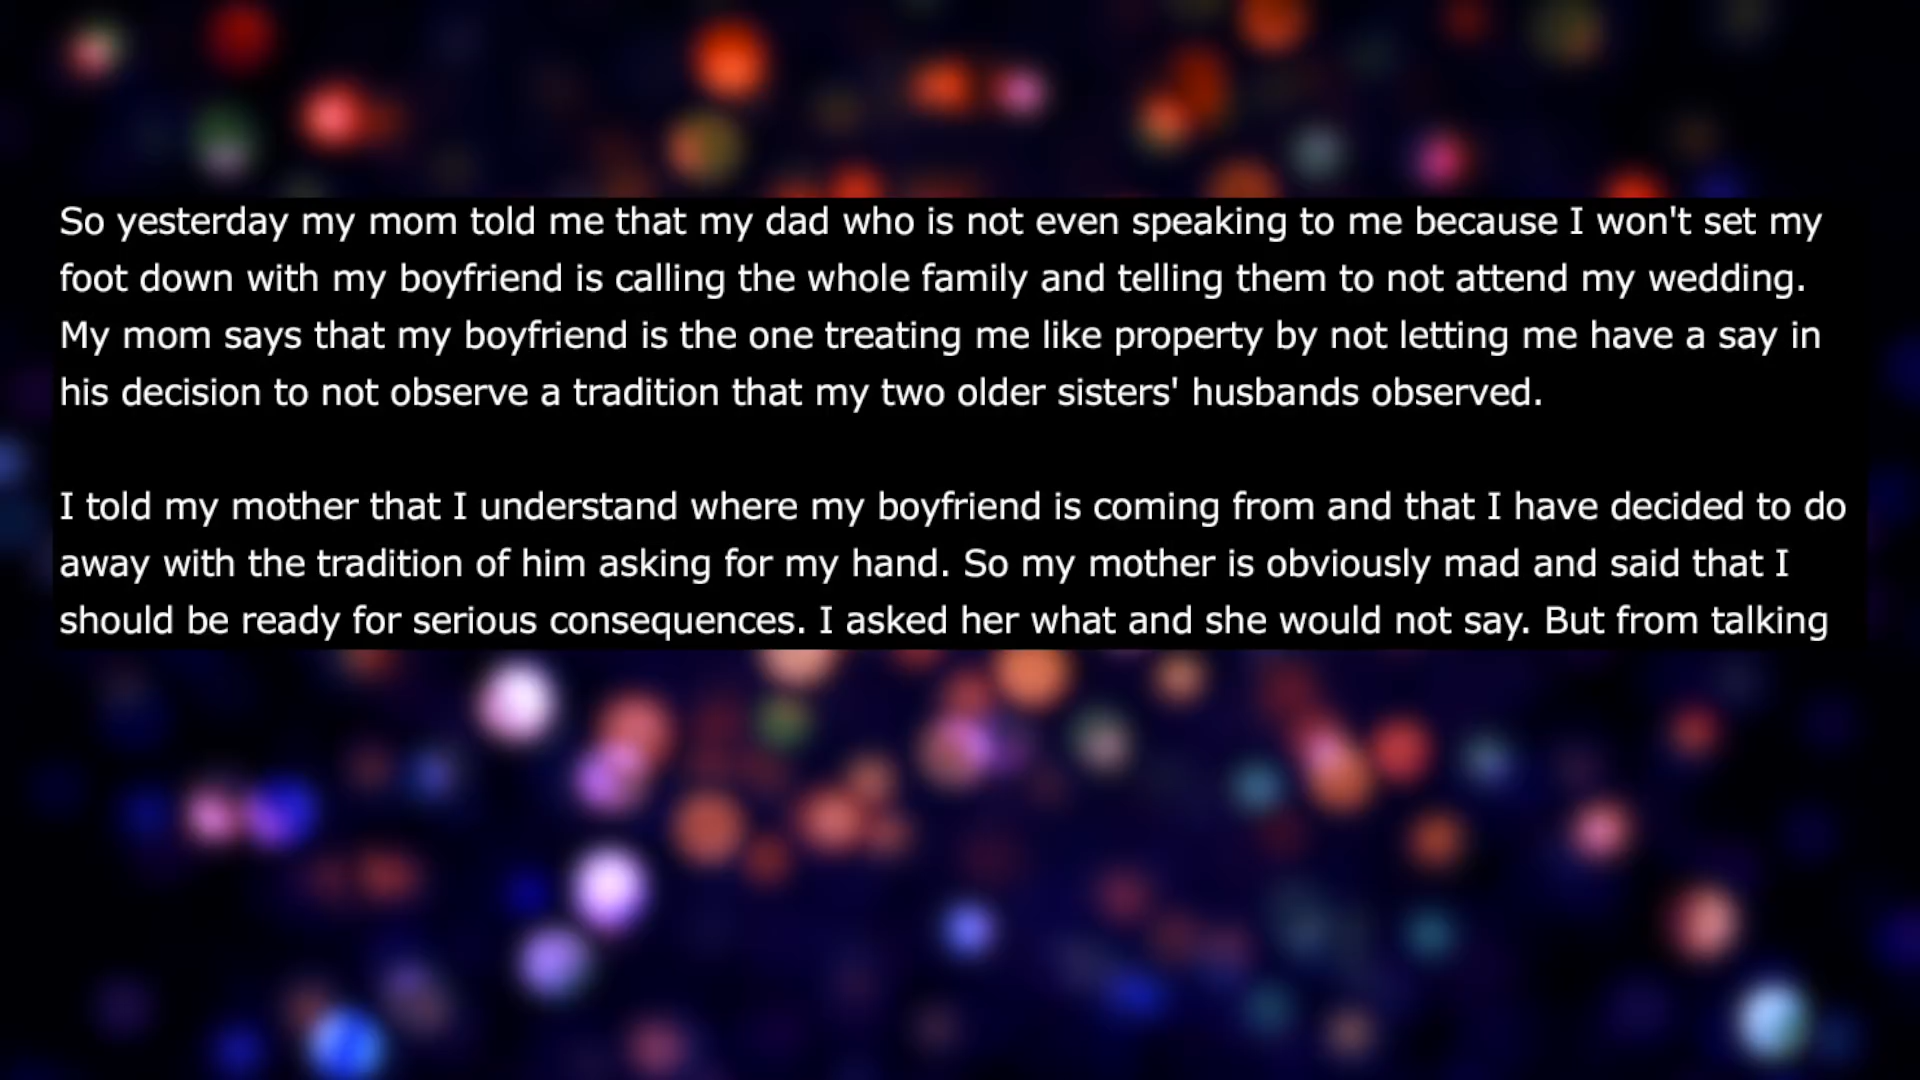 So yesterday my mom told me that my dad who is not even speaking to me because I won't set my
foot down with my boyfriend is calling the whole family and telling them to not attend my wedding.
My mom says that my boyfriend is the one treating me like property by not letting me have a say in
his decision to not observe a tradition that my two older sisters' husbands observed.
I told my mother that I understand where my boyfriend is coming from and that I have decided to do
away with the tradition of him asking for my hand. So my mother is obviously mad and said that I
should be ready for serious consequences. I asked her what and she would not say. But from talking